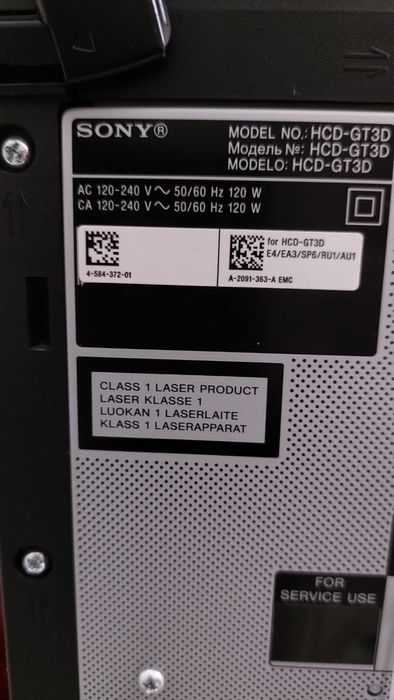 SONY®
MODEL NO.: HCD-GT3D
Модель №: HCD-GT3D
MODELO: HCD-GT3D
AC 120-240 V~ 50/60 Hz 120 W
CA 120-240 V~ 50/60 Hz 120 W
4-584-372-01
for HCD-GT3D
E4/EA3/SP6/RU1/AU1
A-2091-363-A EMC
CLASS 1 LASER PRODUCT
LASER KLASSE 1
LUOKAN 1 LASERLAITE
KLASS 1 LASERAPPARAT
FOR
SERVICE USE